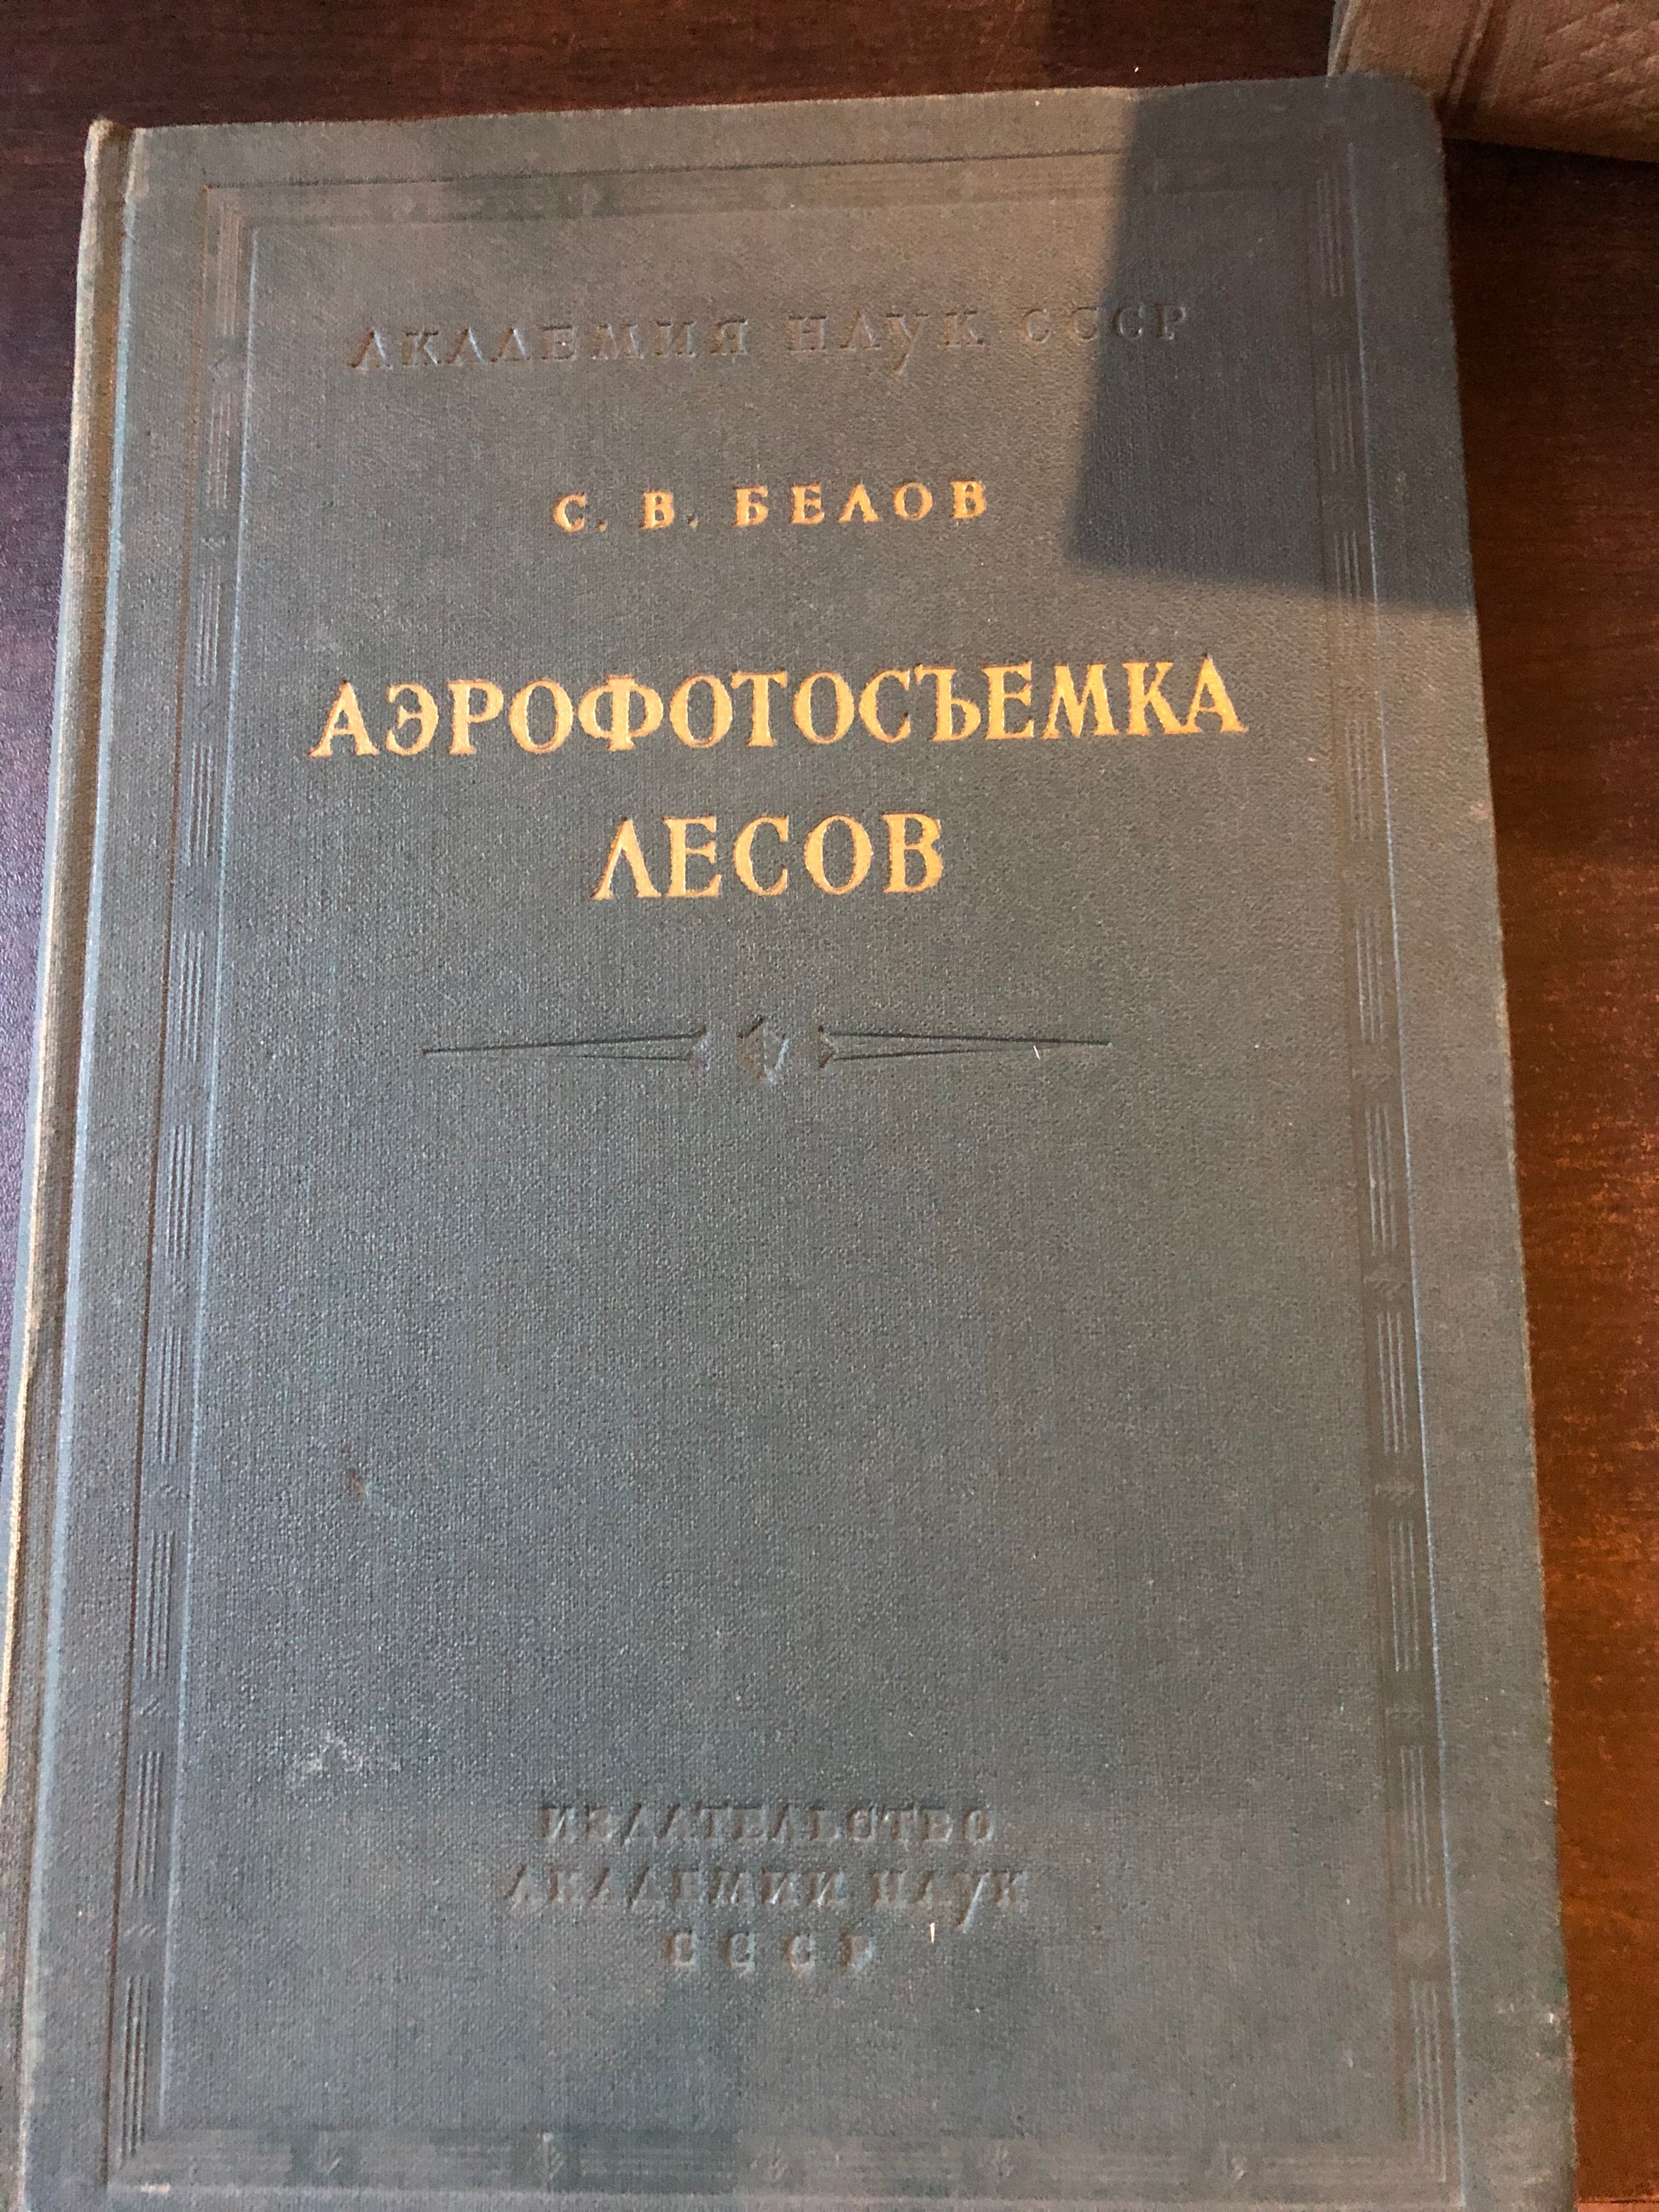 АКАДЕМИЯ НАУК СССР
С. В. БЕЛОВ
АЭРОФОТОСЪЕМКА
ЛЕСОВ
ИЗДАТЕЛЬСТВО
АКАДЕМИИ НАУК
СССР